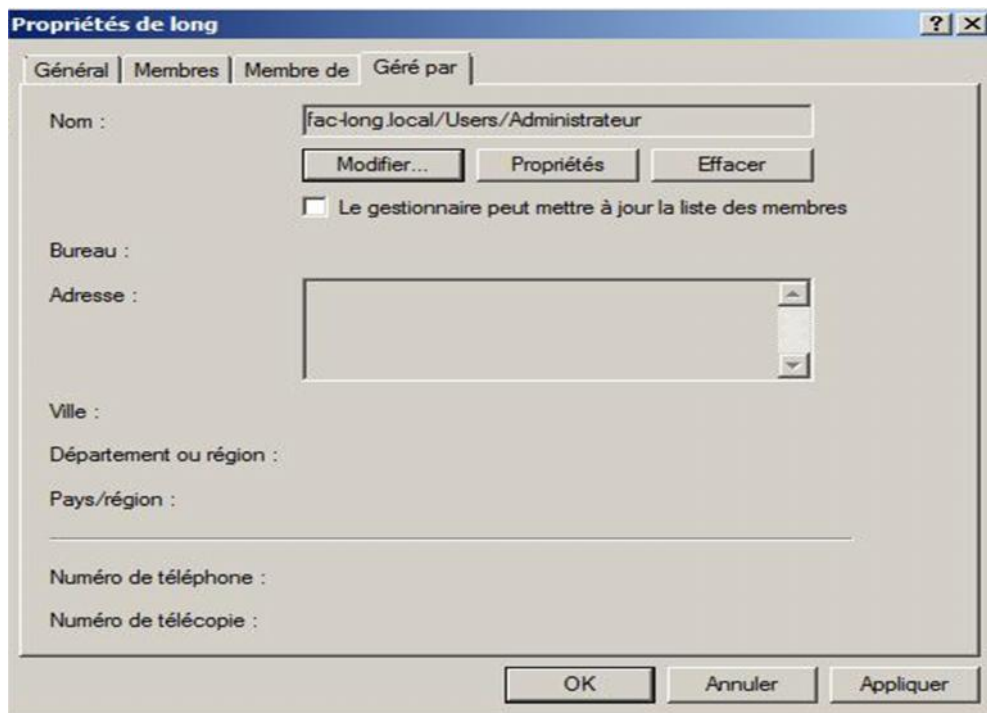 Propriétés de long
Général Membres Membre de Géré par
Nom : fac-long.local/Users/Administrateur
Modifier... Propriétés Effacer
Le gestionnaire peut mettre à jour la liste des membres
Bureau :
Adresse :
Ville :
Département ou région :
Pays/région :
Numéro de téléphone :
Numéro de télécopie :
OK Annuler Appliquer